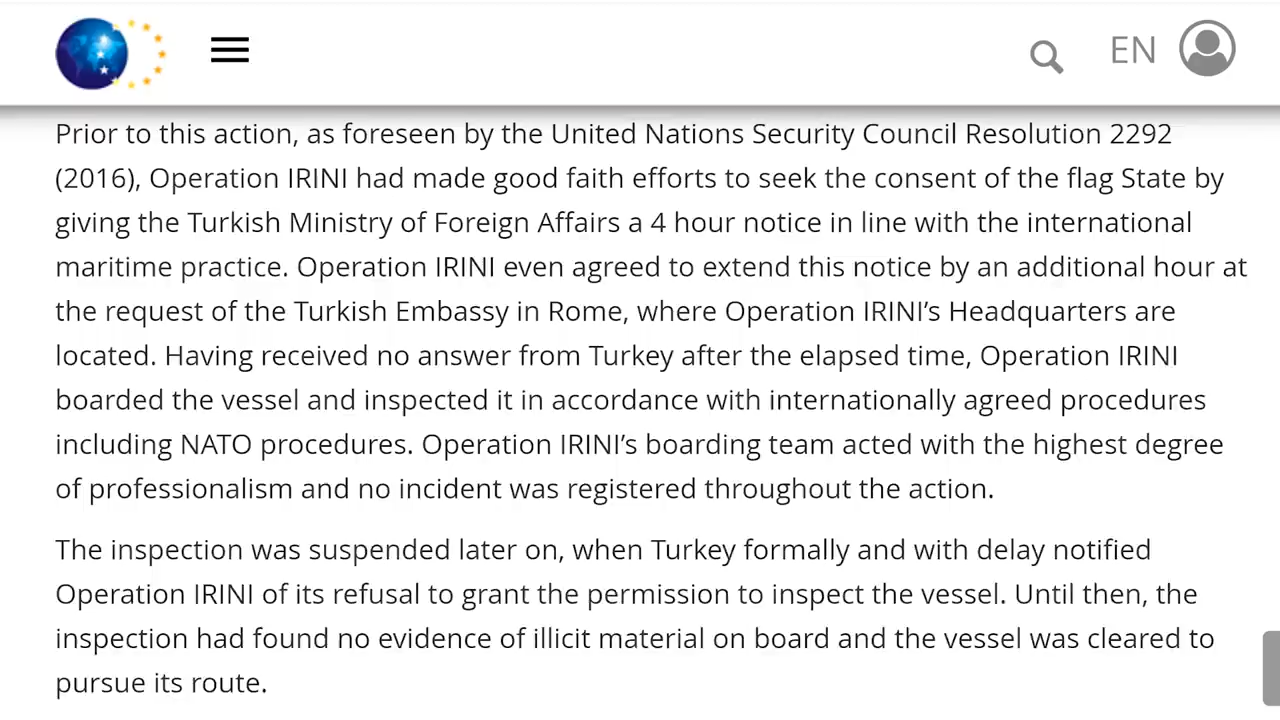 EN
Prior to this action, as foreseen by the United Nations Security Council Resolution 2292
(2016), Operation IRINI had made good faith efforts to seek the consent of the flag State by
giving the Turkish Ministry of Foreign Affairs a 4 hour notice in line with the international
maritime practice. Operation IRINI even agreed to extend this notice by an additional hour at
the request of the Turkish Embassy in Rome, where Operation IRINI’s Headquarters are
located. Having received no answer from Turkey after the elapsed time, Operation IRINI
boarded the vessel and inspected it in accordance with internationally agreed procedures
including NATO procedures. Operation IRINI’s boarding team acted with the highest degree
of professionalism and no incident was registered throughout the action.
The inspection was suspended later on, when Turkey formally and with delay notified
Operation IRINI of its refusal to grant the permission to inspect the vessel. Until then, the
inspection had found no evidence of illicit material on board and the vessel was cleared to
pursue its route.